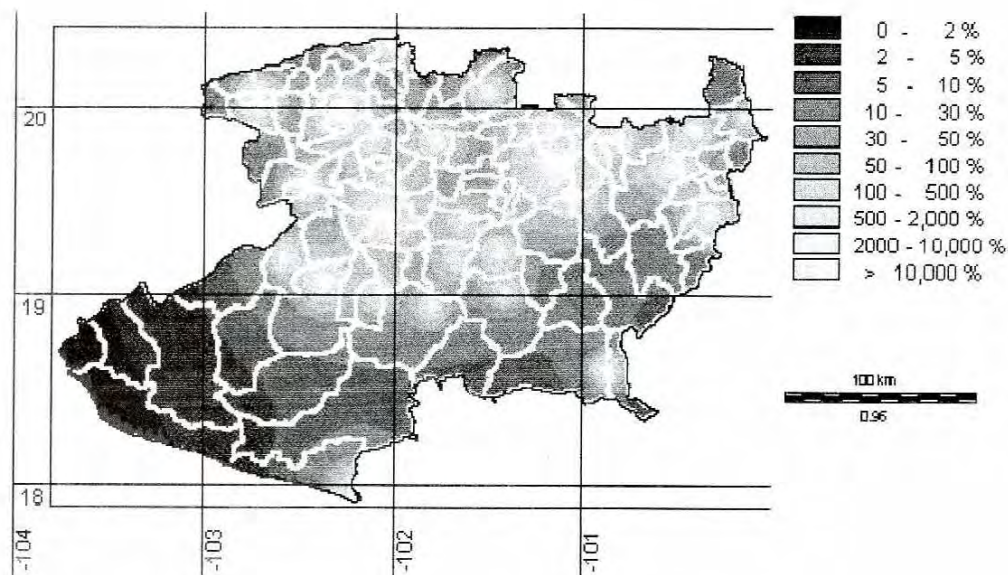 0 - 2 %
2 - 5 %
5 - 10 %
10 - 30 %
30 - 50 %
50 - 100 %
100 - 500 %
500 - 2,000 %
2000 - 10,000 %
> 10,000 %
20
19
18
100 km
0.96
-104
-103
-102
-101